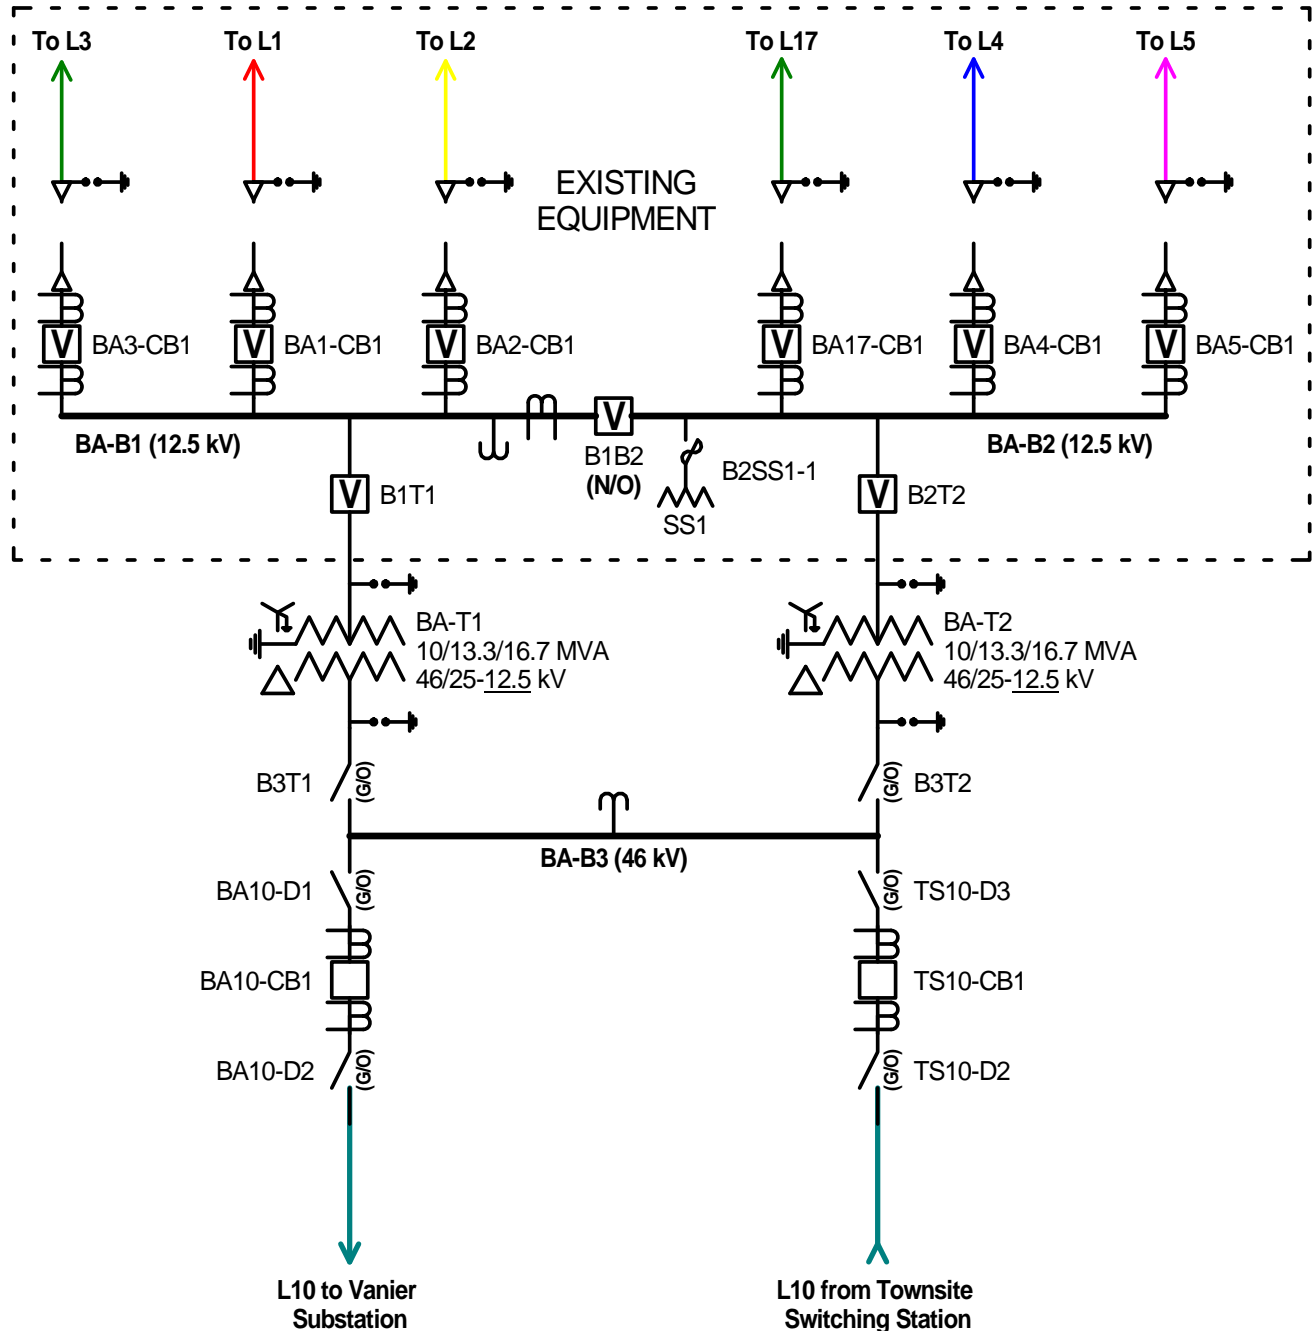 To L3
To L1
To L2
To L17
To L4
To L5
EXISTING
EQUIPMENT
V BA3-CB1
V BA1-CB1
V BA2-CB1
V BA17-CB1
V BA4-CB1
V BA5-CB1
BA-B1 (12.5 kV)
V
B1B2
(N/O)
B2SS1-1
SS1
BA-B2 (12.5 kV)
V B1T1
V B2T2
BA-T1
10/13.3/16.7 MVA
46/25-12.5 kV
BA-T2
10/13.3/16.7 MVA
46/25-12.5 kV
B3T1 (G/O)
(G/O) B3T2
BA-B3 (46 kV)
BA10-D1 (G/O)
(G/O) TS10-D3
BA10-CB1
TS10-CB1
BA10-D2 (G/O)
(G/O) TS10-D2
L10 to Vanier
Substation
L10 from Townsite
Switching Station